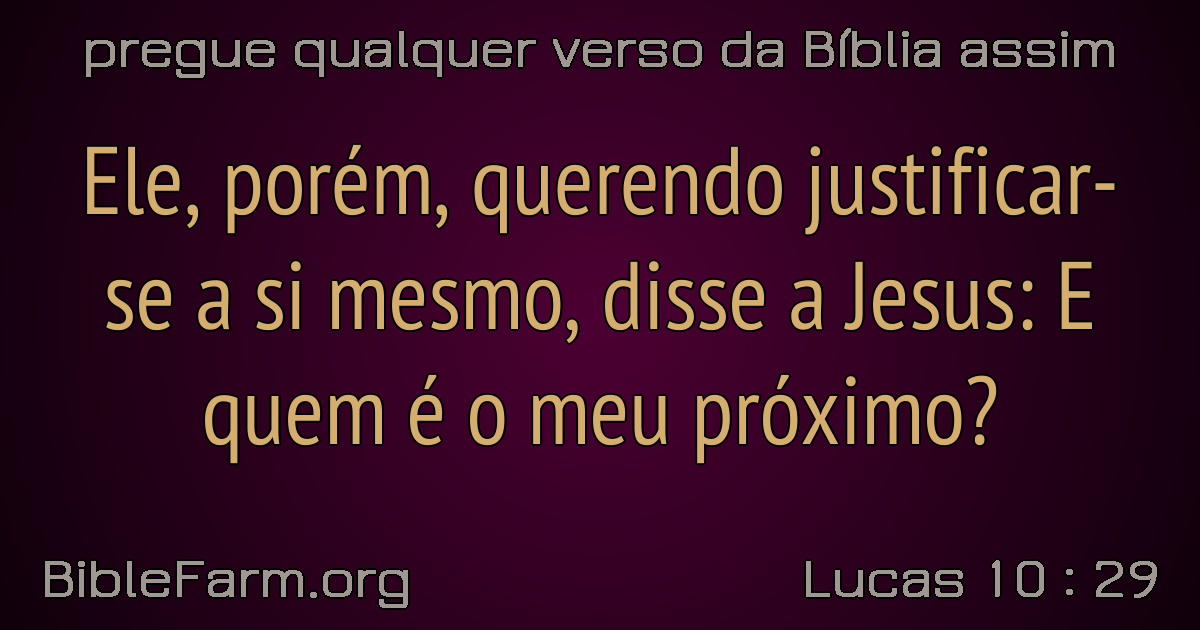 pregue qualquer verso da Bíblia assim
Ele, porém, querendo justificar-
se a si mesmo, disse a Jesus: E
quem é o meu próximo?
BibleFarm.org
Lucas 10 : 29